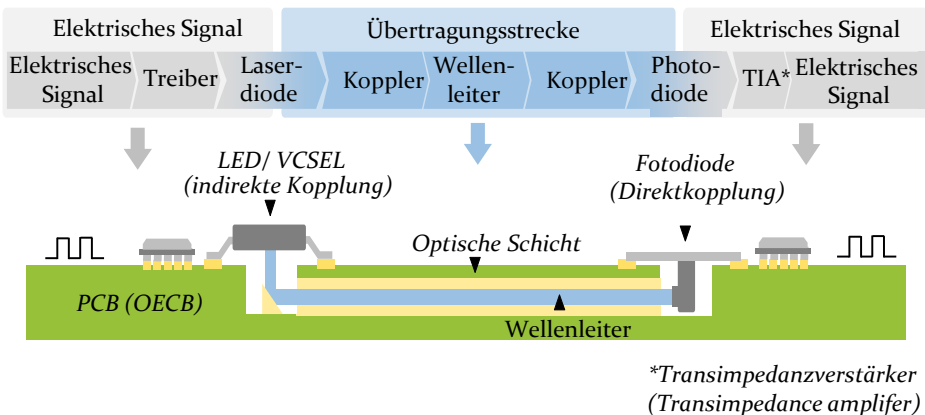 Elektrisches Signal
Übertragungsstrecke
Elektrisches Signal
Elektrisches
Signal
Treiber
Laser-
diode
Koppler
Wellen-
leiter
Koppler
Photo-
diode
TIA*
Elektrisches
Signal
LED/ VCSEL
(indirekte Kopplung)
Fotodiode
(Direktkopplung)
Optische Schicht
PCB (OECB)
Wellenleiter
*Transimpedanzverstärker
(Transimpedance amplifer)